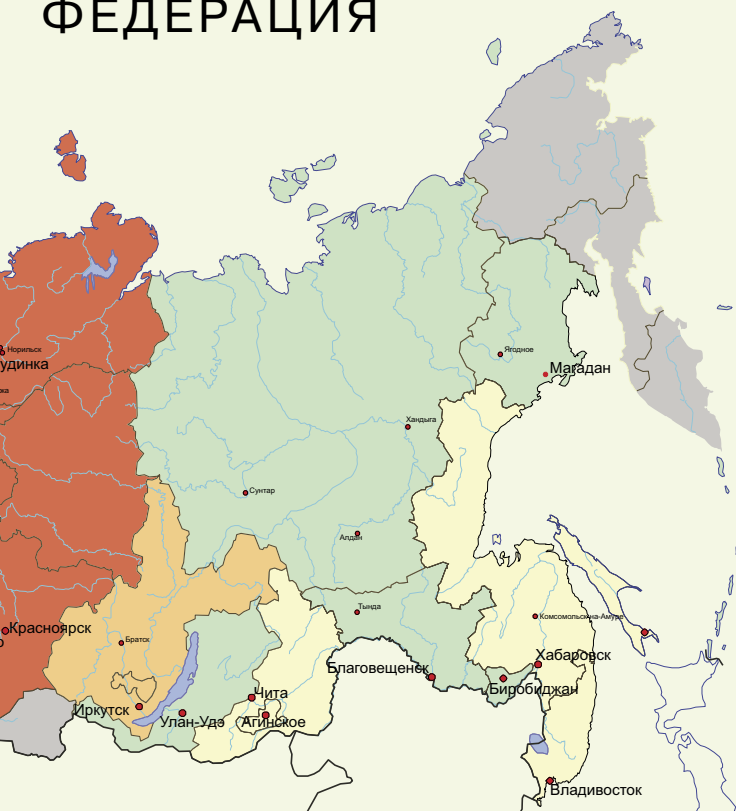 ФЕДЕРАЦИЯ
Норильск
удинка
ка
Ягодное
Магадан
Хандыга
Сунтар
Алдан
Тында
Комсомольск-на-Амуре
Красноярск
Братск
Хабаровск
Благовещенск
Биробиджан
Чита
Иркутск
Улан-Удэ
Агинское
Владивосток